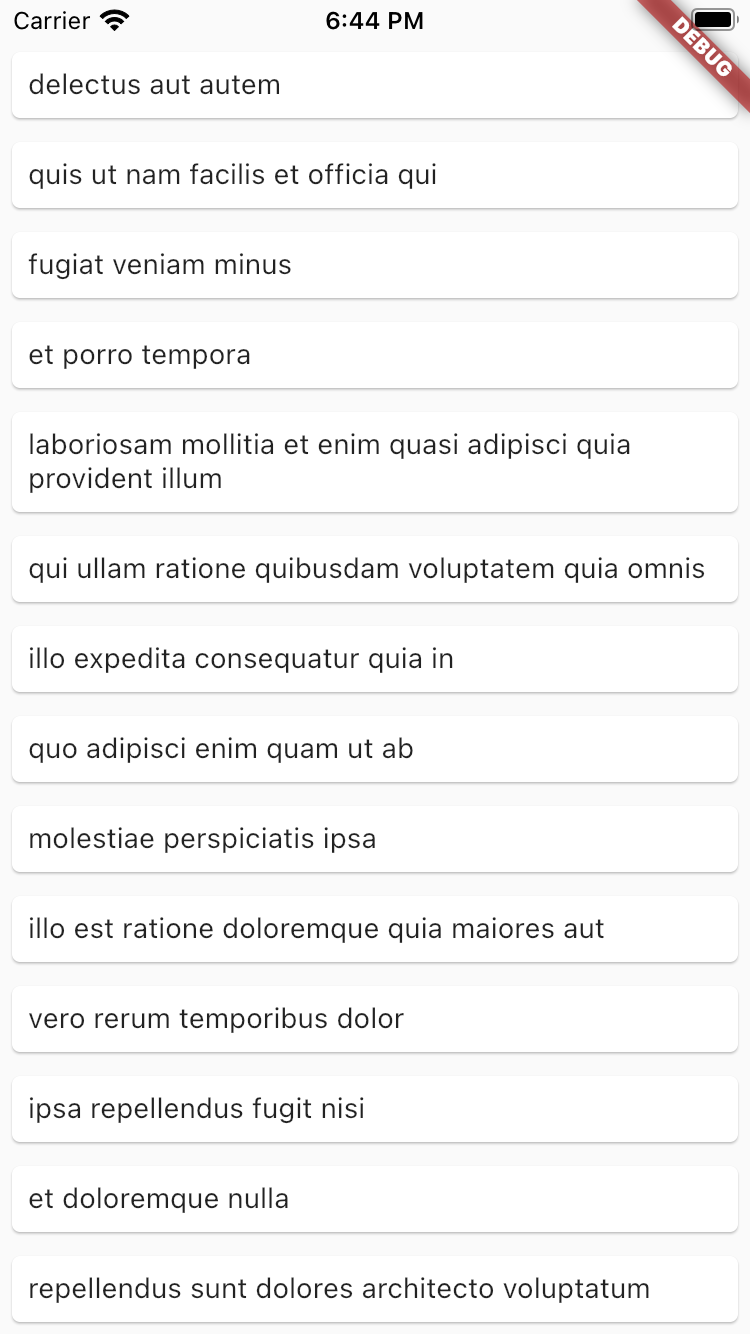 Carrier 6:44 PM
DEBUG
delectus aut autem
quis ut nam facilis et officia qui
fugiat veniam minus
et porro tempora
laboriosam mollitia et enim quasi adipisci quia
provident illum
qui ullam ratione quibusdam voluptatem quia omnis
illo expedita consequatur quia in
quo adipisci enim quam ut ab
molestiae perspiciatis ipsa
illo est ratione doloremque quia maiores aut
vero rerum temporibus dolor
ipsa repellendus fugit nisi
et doloremque nulla
repellendus sunt dolores architecto voluptatum